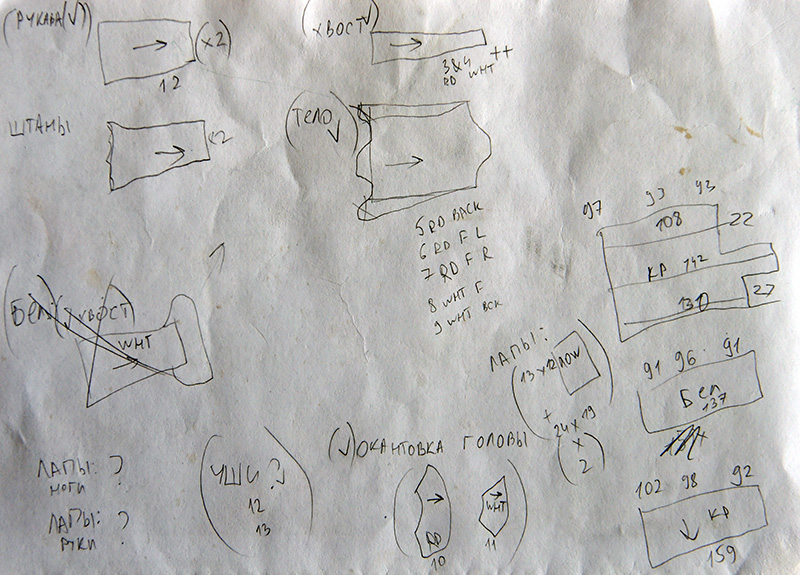 (РУКАВА(√)
(×2)
12
(ХВОСТ√)
3&4 ++
RD WHT
ШТАНЫ
×2
(ТЕЛО√)
5 RD BACK
6 RD F L
7 RD F R
8 WHT F
9 WHT BCK
97 93 93
108
22
КР 142
130
27
WHT
ЛАПЫ:
13×12
+
24×19
×
2
91 96 91
Бел
137
(√) ОКАНТОВКА ГОЛОВЫ
RD
10
WHT
11
ЛАПЫ: ?
НОГИ
ЛАПЫ: ?
РУКИ
УШИ ?√
12
13
102 98 92
КР
159